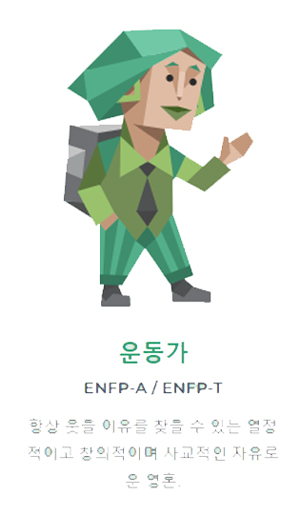 운동가
ENFP-A / ENFP-T
항상 웃을 이유를 찾을 수 있는 열정
적이고 창의적이며 사교적인 자유로
운 영혼.